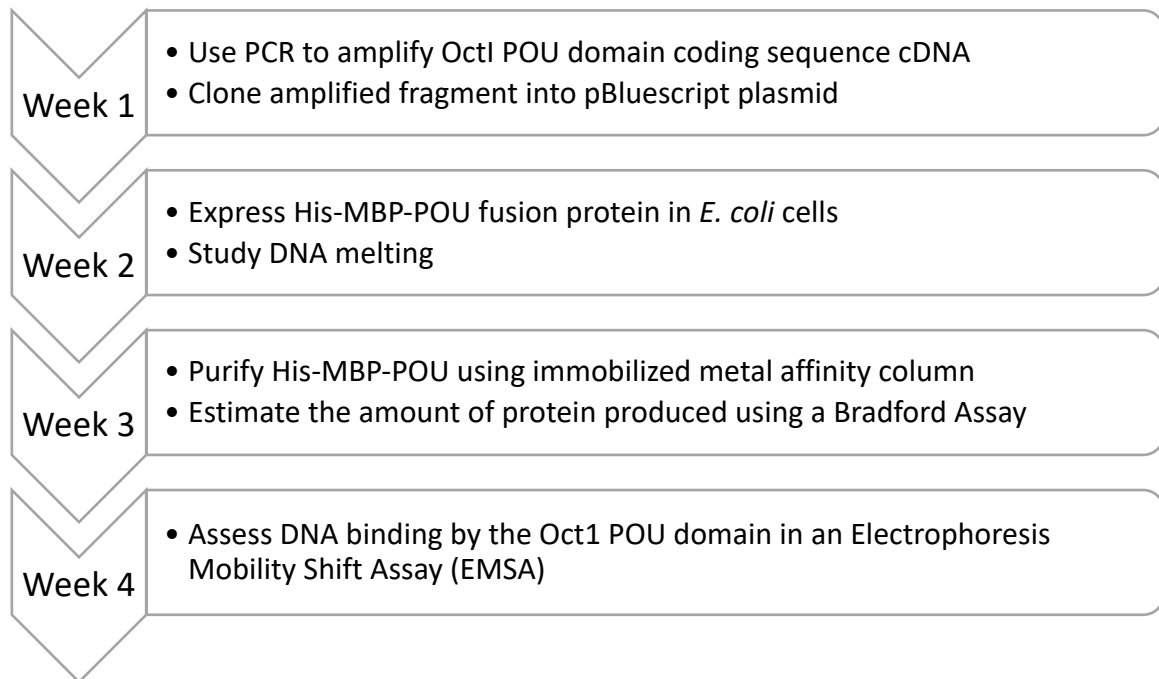 Week 1
• Use PCR to amplify OctI POU domain coding sequence cDNA
• Clone amplified fragment into pBluescript plasmid
Week 2
• Express His-MBP-POU fusion protein in E. coli cells
• Study DNA melting
Week 3
• Purify His-MBP-POU using immobilized metal affinity column
• Estimate the amount of protein produced using a Bradford Assay
Week 4
• Assess DNA binding by the Oct1 POU domain in an Electrophoresis
Mobility Shift Assay (EMSA)